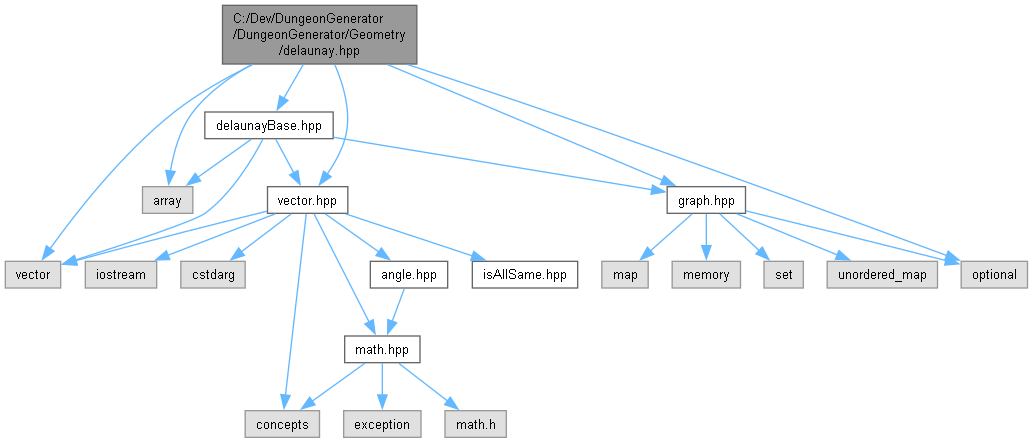 C:/Dev/DungeonGenerator
/DungeonGenerator/Geometry
/delaunay.hpp
delaunayBase.hpp
array
vector.hpp
graph.hpp
vector
iostream
cstdarg
angle.hpp
isAllSame.hpp
map
memory
set
unordered_map
optional
math.hpp
concepts
exception
math.h